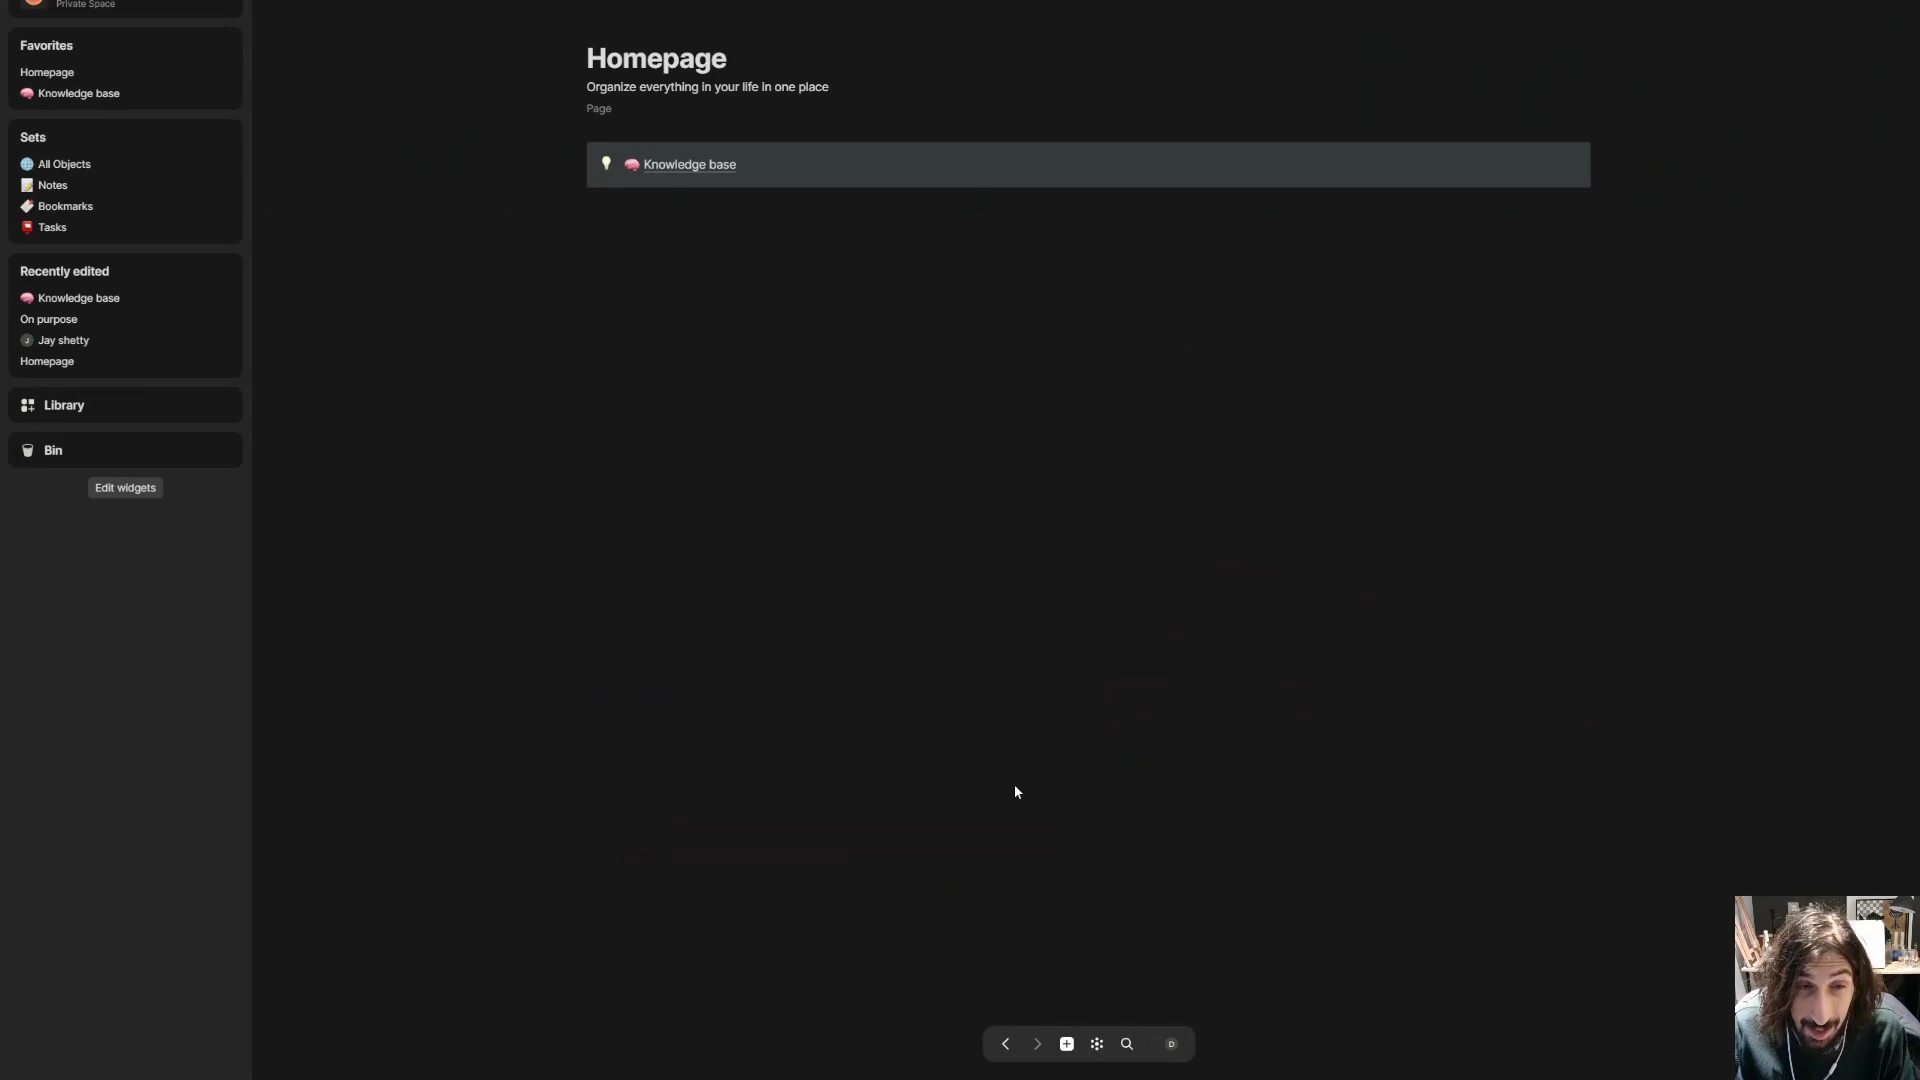 Private Space
Favorites
Homepage
Knowledge base
Sets
All Objects
Notes
Bookmarks
Tasks
Recently edited
Knowledge base
On purpose
J Jay shetty
Homepage
Library
Bin
Edit widgets
Homepage
Organize everything in your life in one place
Page
Knowledge base
D